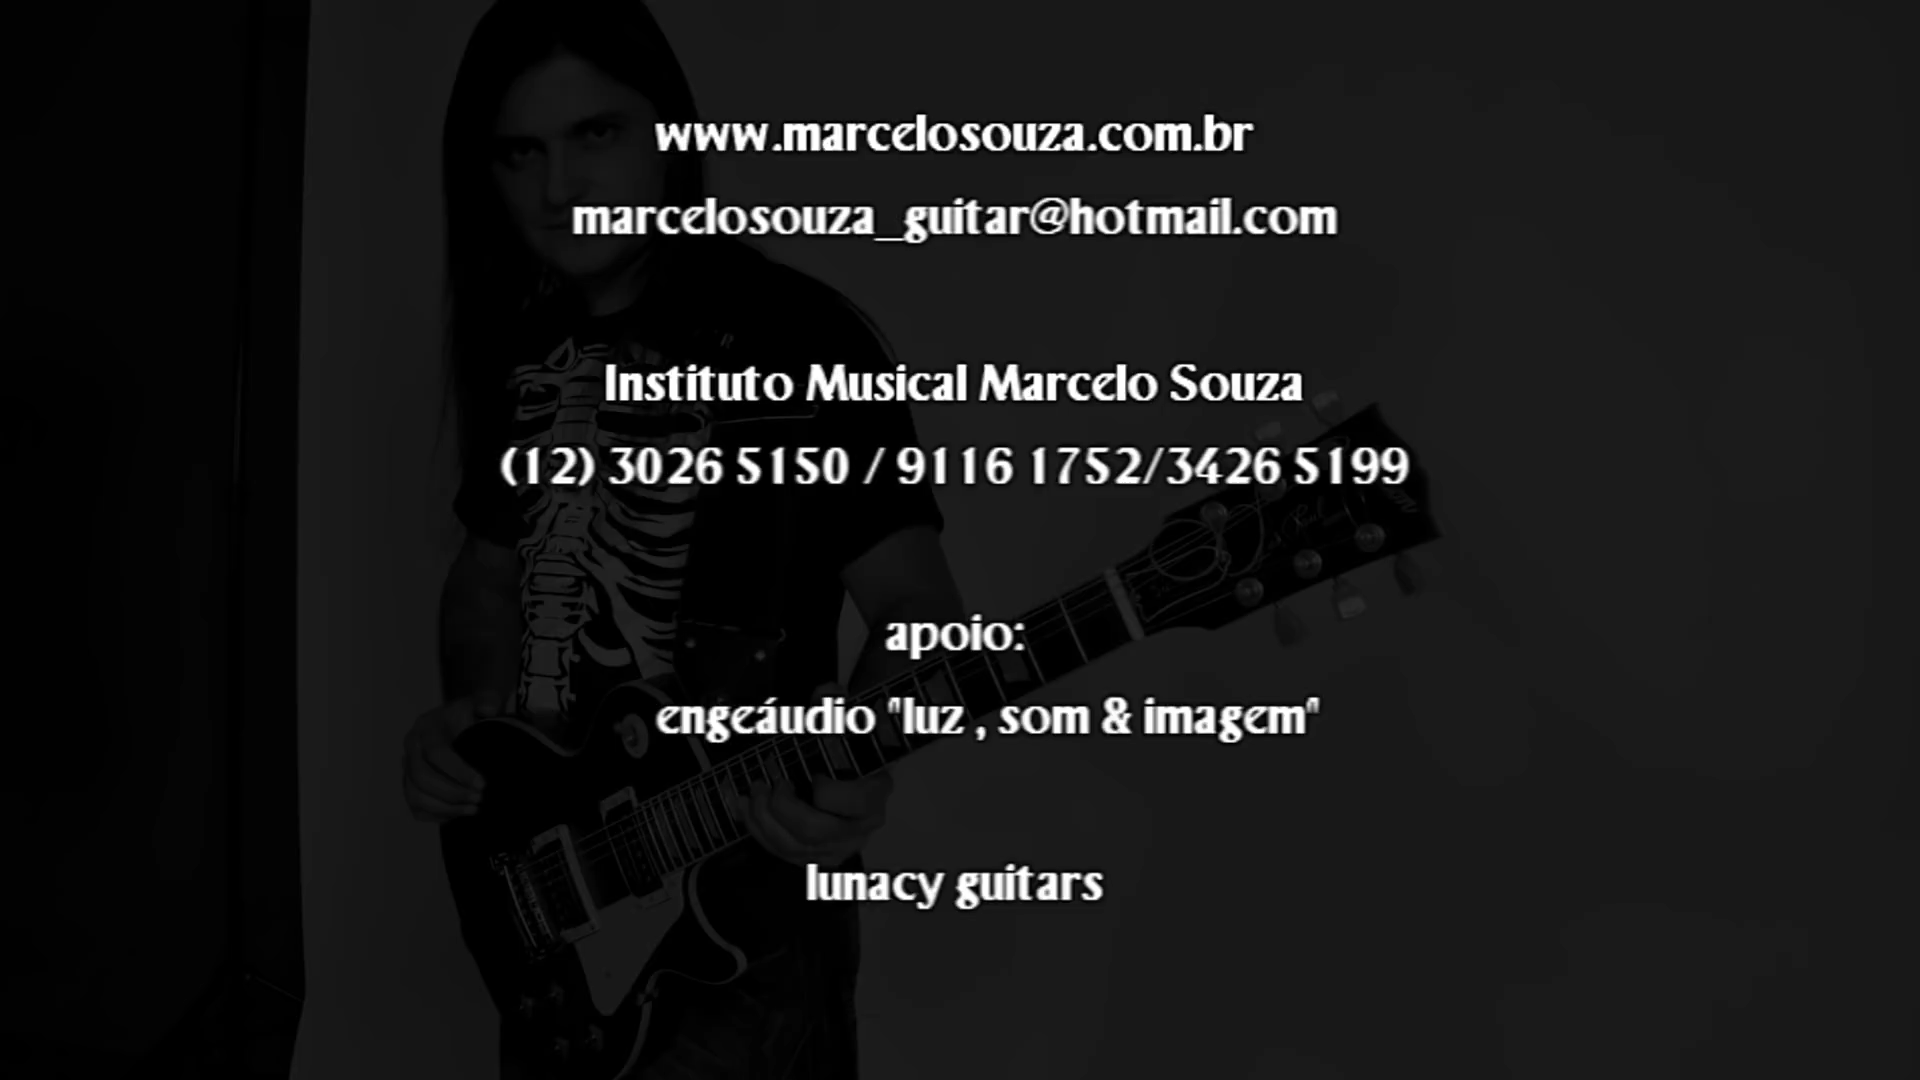 www.marcelosouza.com.br
marcelosouza_guitar@hotmail.com
Instituto Musical Marcelo Souza
(12) 3026 5150 / 9116 1752/3426 5199
apoio:
engeáudio "luz , som & imagem"
lunacy guitars